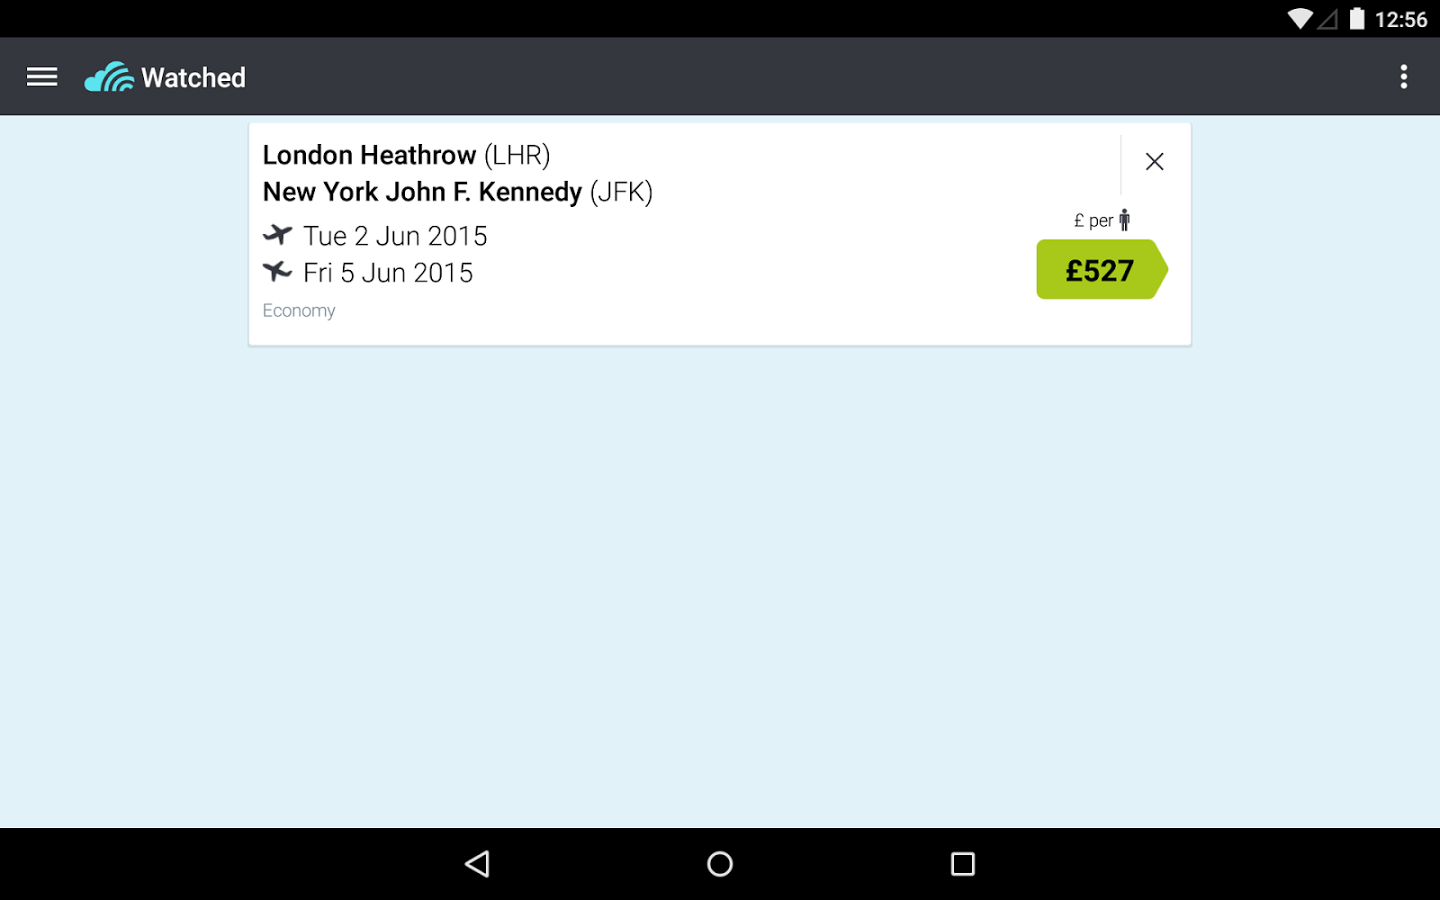 12:56
Watched
London Heathrow (LHR)
New York John F. Kennedy (JFK)
Tue 2 Jun 2015
Fri 5 Jun 2015
Economy
£ per
£527